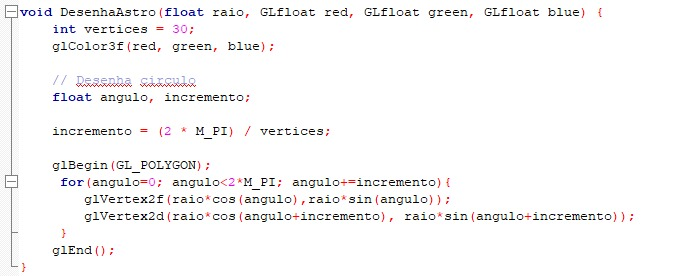 void DesenhaAstro(float raio, GLfloat red, GLfloat green, GLfloat blue) {
int vertices = 30;
glColor3f(red, green, blue);
// Desenha circulo
float angulo, incremento;
incremento = (2 * M_PI) / vertices;
glBegin(GL_POLYGON);
for(angulo=0; angulo<2*M_PI; angulo+=incremento){
glVertex2f(raio*cos(angulo),raio*sin(angulo));
glVertex2d(raio*cos(angulo+incremento), raio*sin(angulo+incremento));
}
glEnd();
}